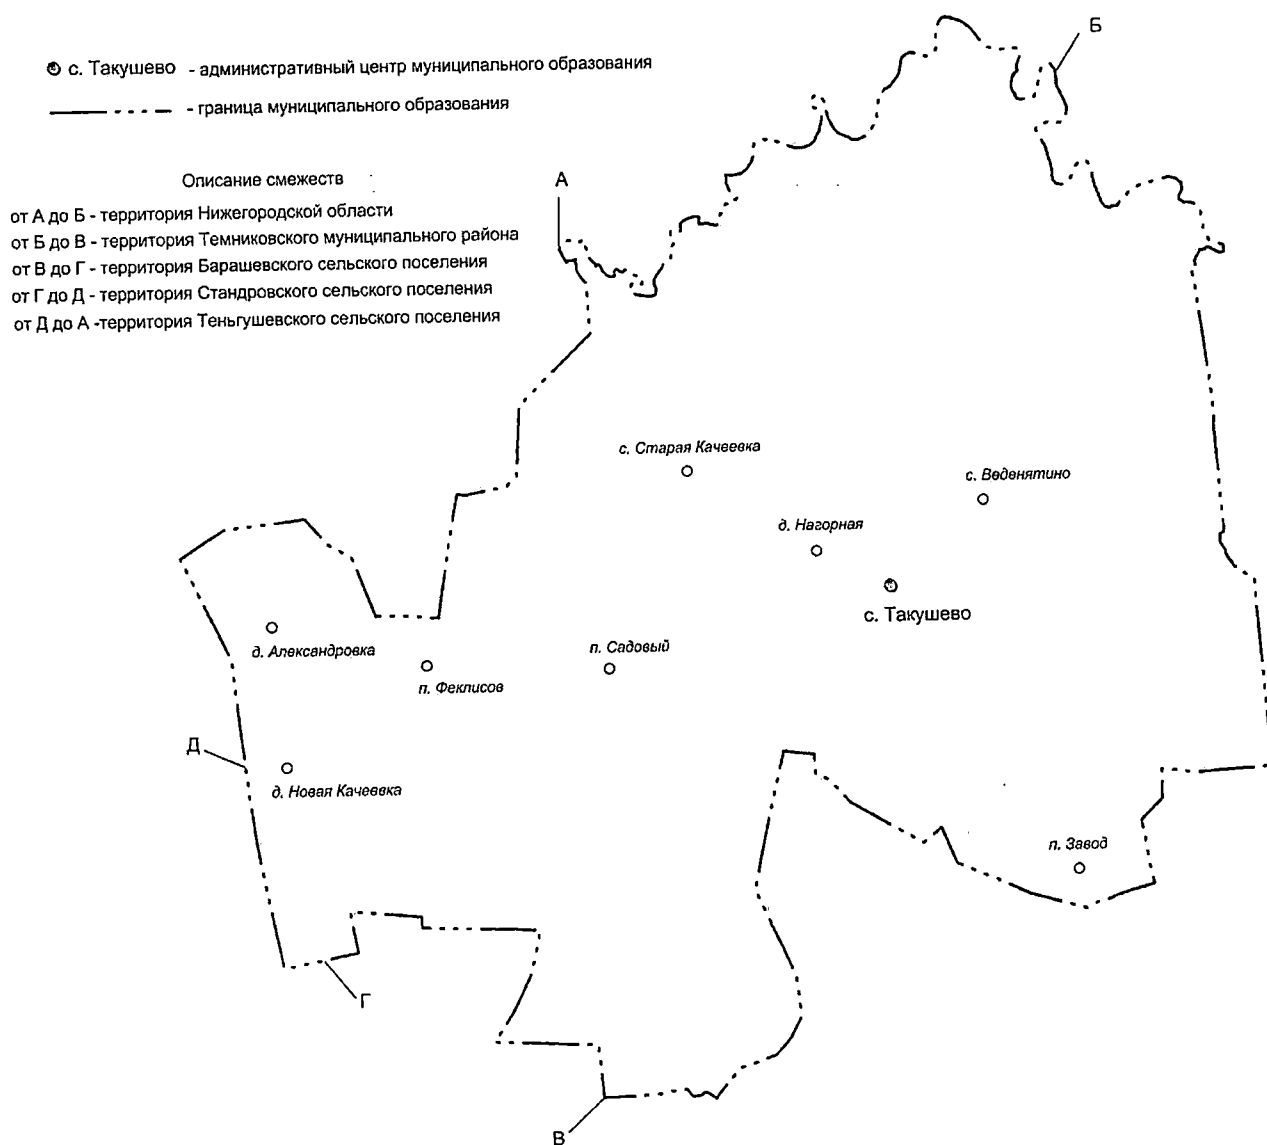 с. Такушево - административный центр муниципального образования
- граница муниципального образования
Описание смежеств
от А до Б - территория Нижегородской области
от Б до В - территория Темниковского муниципального района
от В до Г - территория Барашевского сельского поселения
от Г до Д - территория Стандровского сельского поселения
от Д до А -территория Теньгушевского сельского поселения
Б
А
с. Старая Качеевка
с. Веденятино
д. Нагорная
с. Такушево
д. Александровка
п. Садовый
п. Феклисов
Д
д. Новая Качеевка
п. Завод
Г
В